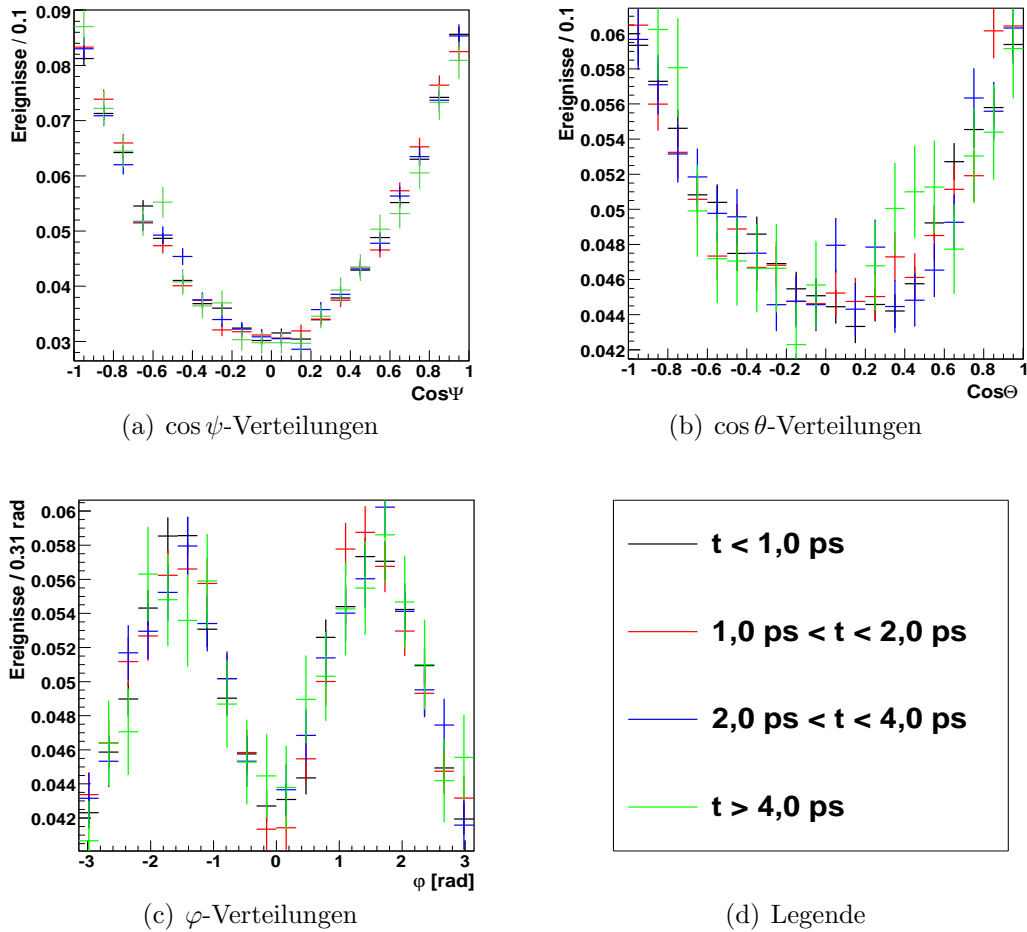 Ereignisse / 0.1
0.09
0.08
0.07
0.06
0.05
0.04
0.03
-1 -0.8 -0.6 -0.4 -0.2 0 0.2 0.4 0.6 0.8 1
CosΨ
(a) cos ψ-Verteilungen
Ereignisse / 0.1
0.06
0.058
0.056
0.054
0.052
0.05
0.048
0.046
0.044
0.042
-1 -0.8 -0.6 -0.4 -0.2 0 0.2 0.4 0.6 0.8 1
CosΘ
(b) cos θ-Verteilungen
Ereignisse / 0.31 rad
0.06
0.058
0.056
0.054
0.052
0.05
0.048
0.046
0.044
0.042
-3 -2 -1 0 1 2 3
φ [rad]
(c) φ-Verteilungen
t < 1,0 ps
1,0 ps < t < 2,0 ps
2,0 ps < t < 4,0 ps
t > 4,0 ps
(d) Legende